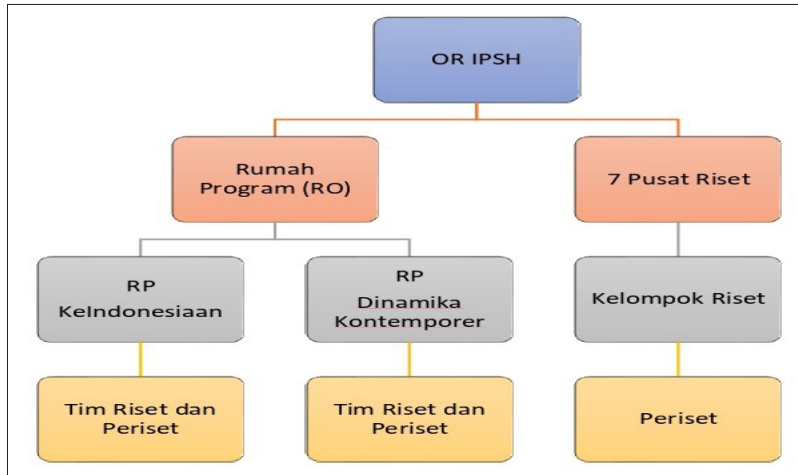 OR IPSH
Rumah
Program (RO)
7 Pusat Riset
RP
KeIndonesiaan
RP
Dinamika
Kontemporer
Kelompok Riset
Tim Riset dan
Periset
Tim Riset dan
Periset
Periset